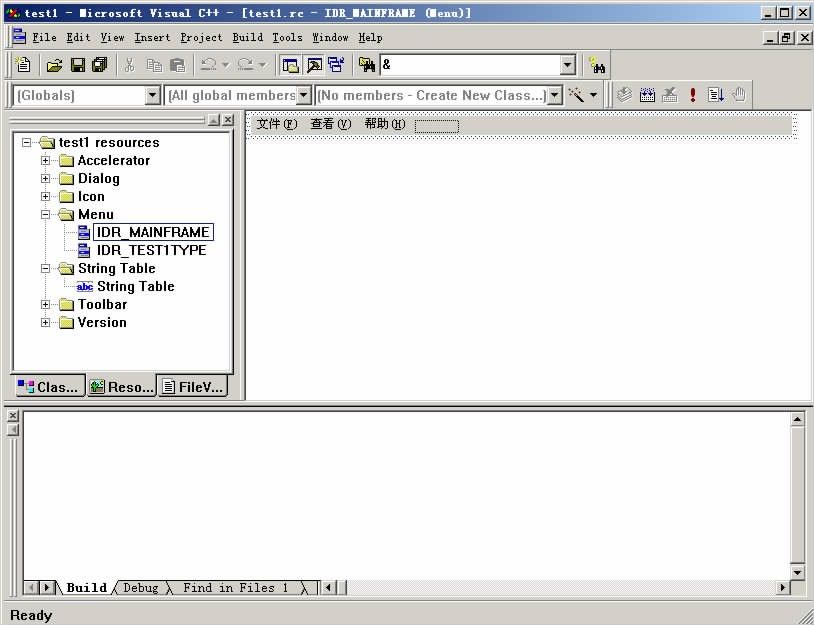 test1 - Microsoft Visual C++ - [test1.rc - IDR_MAINFRAME (Menu)]
File Edit View Insert Project Build Tools Window Help
&
[Globals] [All global members [No members - Create New Class...]
文件(F) 查看(V) 帮助(H)
test1 resources
Accelerator
Dialog
Icon
Menu
IDR_MAINFRAME
IDR_TEST1TYPE
String Table
abc String Table
Toolbar
Version
Clas... Reso... FileV...
Build Debug Find in Files 1
Ready